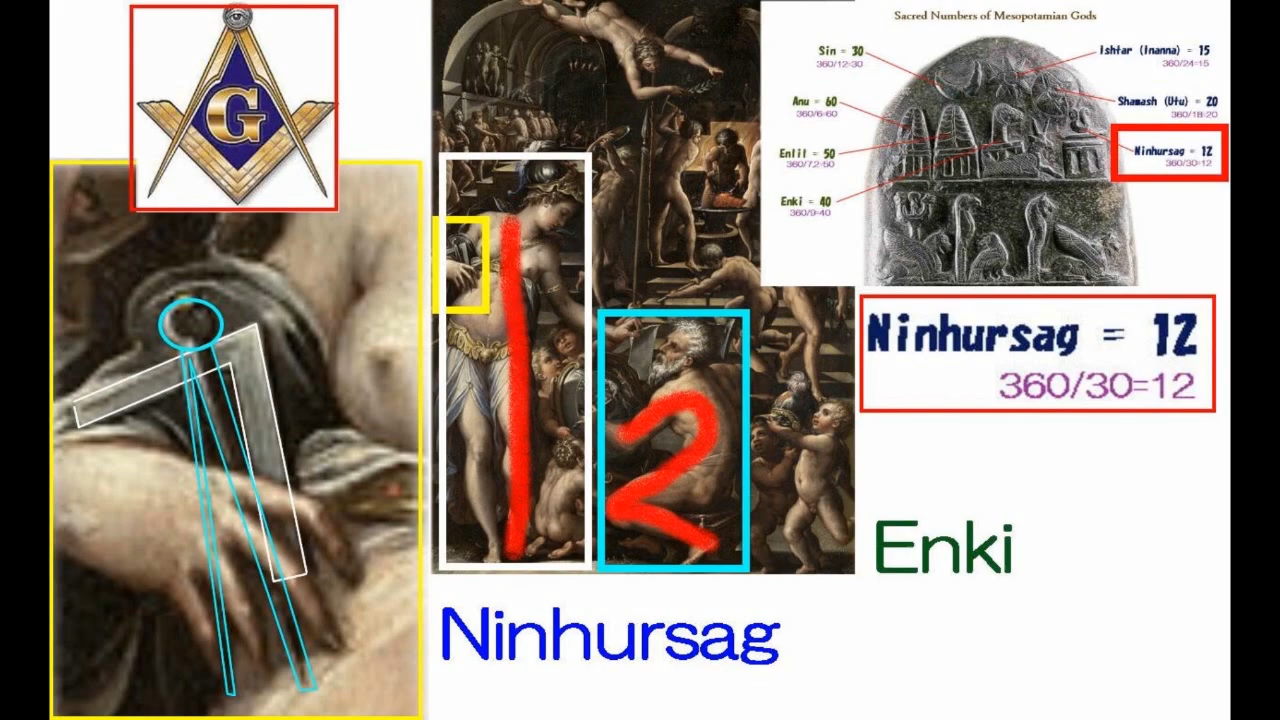 G
Sacred Numbers of Mesopotamian Gods
Sin = 30
360/12=30
Ishtar (Inanna) = 15
360/24=15
Anu = 60
360/6=60
Shamash (Utu) = 20
360/18=20
Enlil = 50
360/7,2=50
Ninhursag = 12
360/30=12
Enki = 40
360/9=40
12
Ninhursag = 12
360/30=12
Enki
Ninhursag